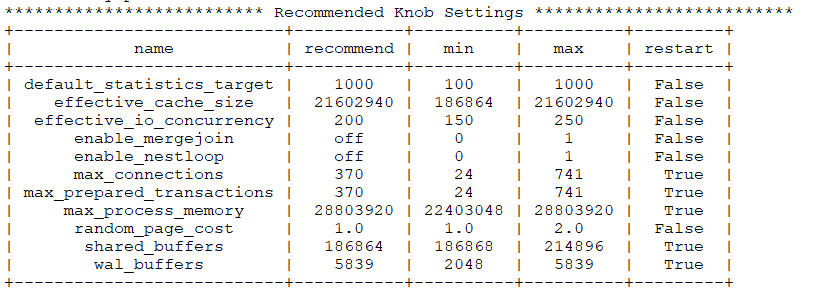 ************************** Recommended Knob Settings **************************
+---------------------------+-----------+----------+----------+---------+
|            name           | recommend |   min    |   max    | restart |
+---------------------------+-----------+----------+----------+---------+
| default_statistics_target |    1000   |   100    |   1000   |  False  |
|    effective_cache_size   |  21602940 |  186864  | 21602940 |  False  |
|  effective_io_concurrency |    200    |   150    |   250    |  False  |
|      enable_mergejoin     |    off    |    0     |    1     |  False  |
|      enable_nestloop      |    off    |    0     |    1     |  False  |
|      max_connections      |    370    |    24    |   741    |   True  |
| max_prepared_transactions |    370    |    24    |   741    |   True  |
|     max_process_memory    |  28803920 | 22403048 | 28803920 |   True  |
|      random_page_cost     |    1.0    |   1.0    |   2.0    |  False  |
|       shared_buffers      |   186864  |  186868  |  214896  |   True  |
|        wal_buffers        |    5839   |   2048   |   5839   |   True  |
+---------------------------+-----------+----------+----------+---------+